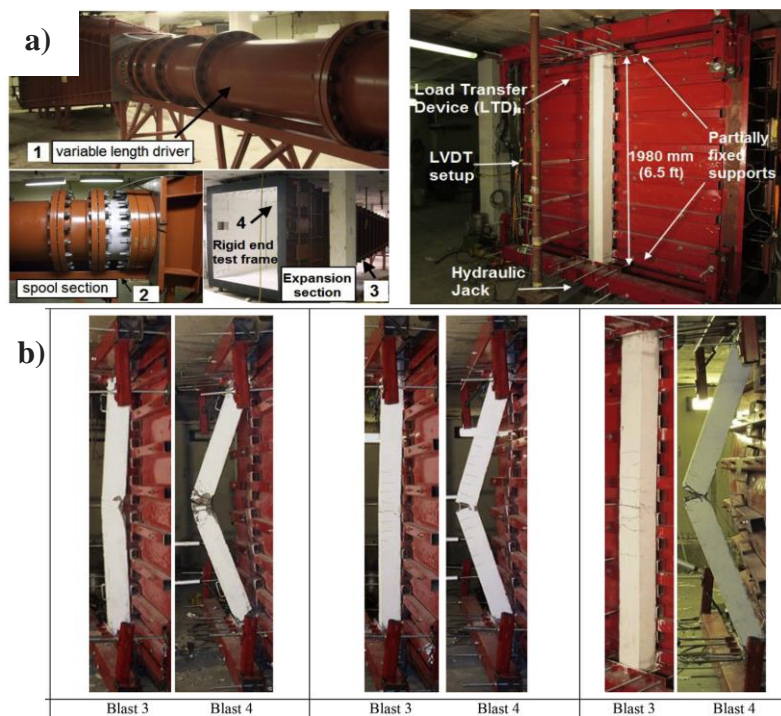 a)
1 variable length driver
spool section
2
4
Rigid end
test frame
Expansion
section
3
Load Transfer
Device (LTD)
LVDT
setup
1980 mm
(6.5 ft)
Partially
fixed
supports
Hydraulic
Jack
b)
Blast 3 Blast 4 Blast 3 Blast 4 Blast 3 Blast 4